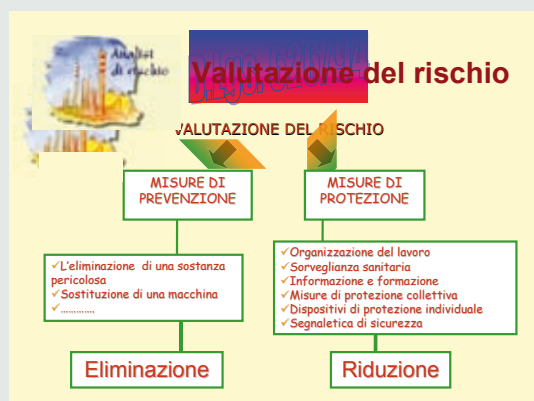 Analisi
di rischio
Valutazione del rischio
VALUTAZIONE DEL RISCHIO
MISURE DI
PREVENZIONE
MISURE DI
PROTEZIONE
✓L'eliminazione di una sostanza
pericolosa
✓Sostituzione di una macchina
✓.............
✓Organizzazione del lavoro
✓Sorveglianza sanitaria
✓Informazione e formazione
✓Misure di protezione collettiva
✓Dispositivi di protezione individuale
✓Segnaletica di sicurezza
Eliminazione
Riduzione